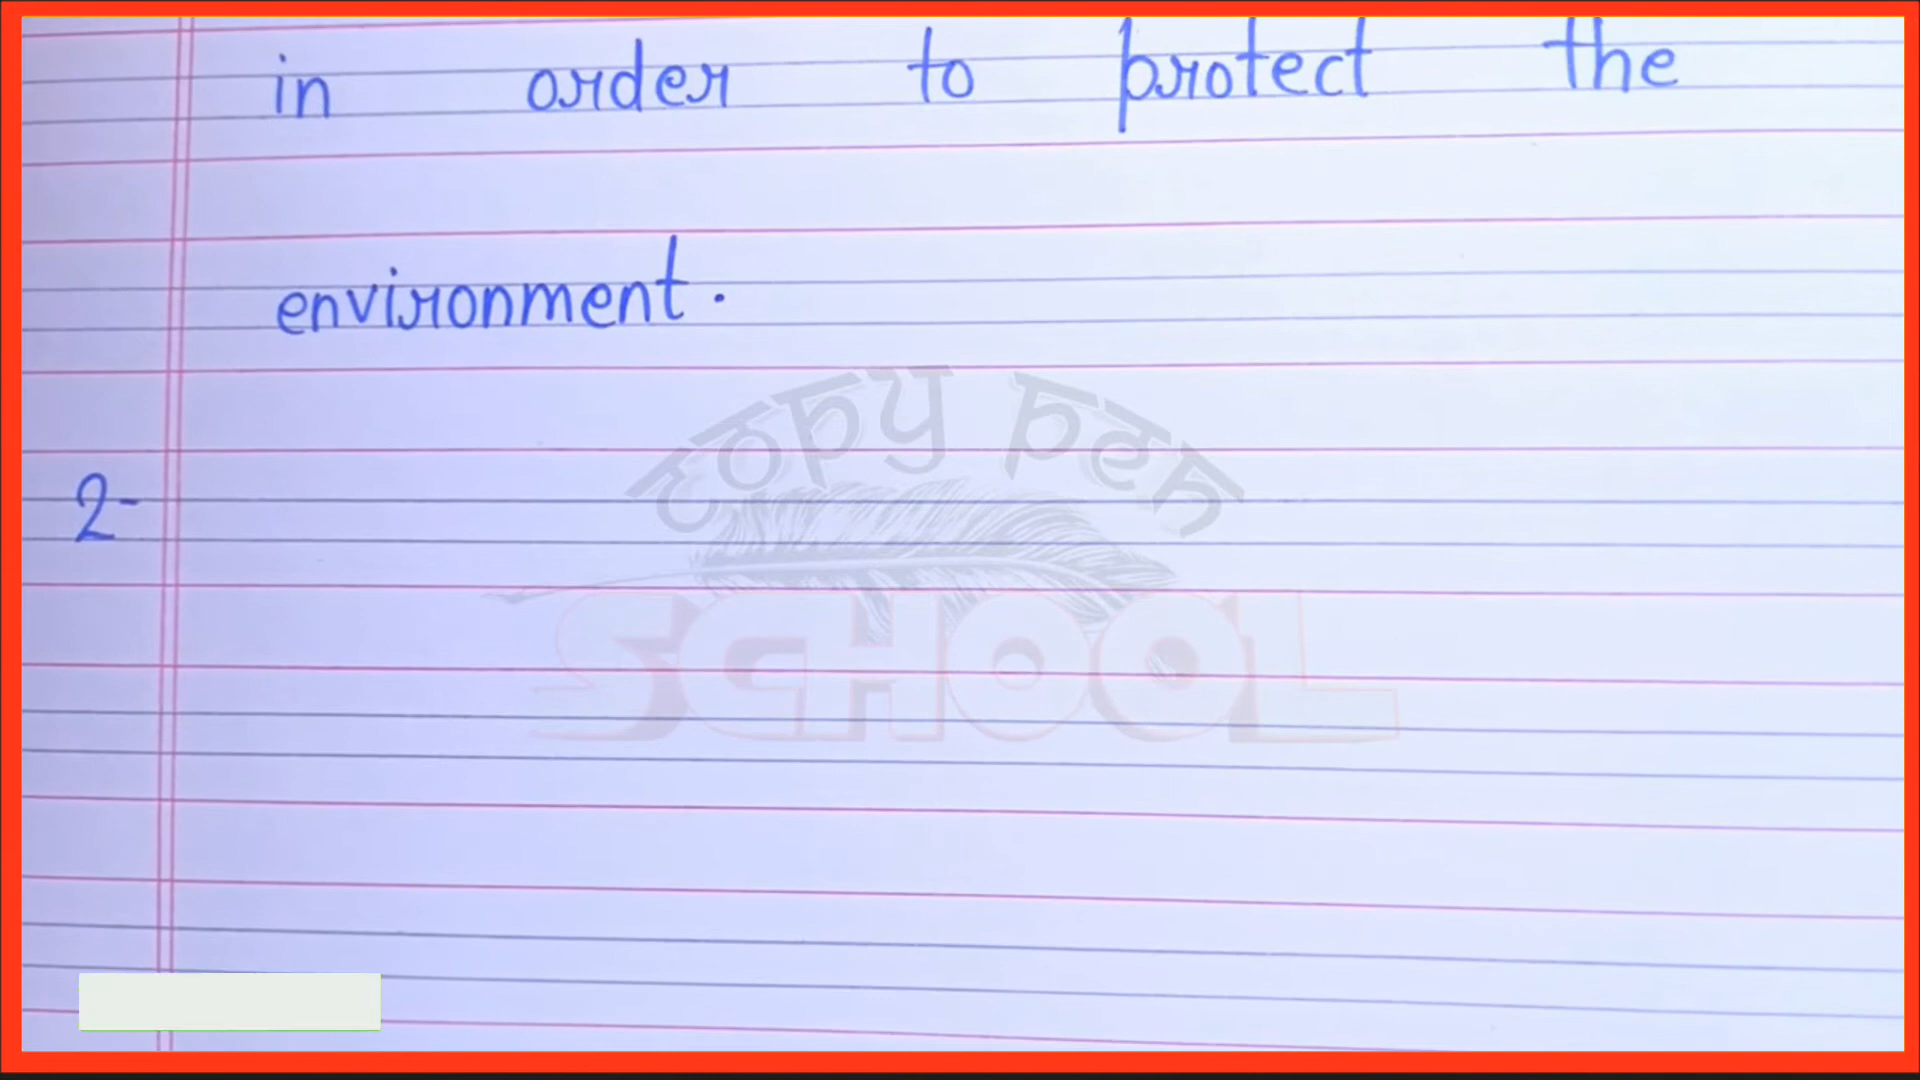 in order to protect the
environment.
copy pen
SCHOOL
2-